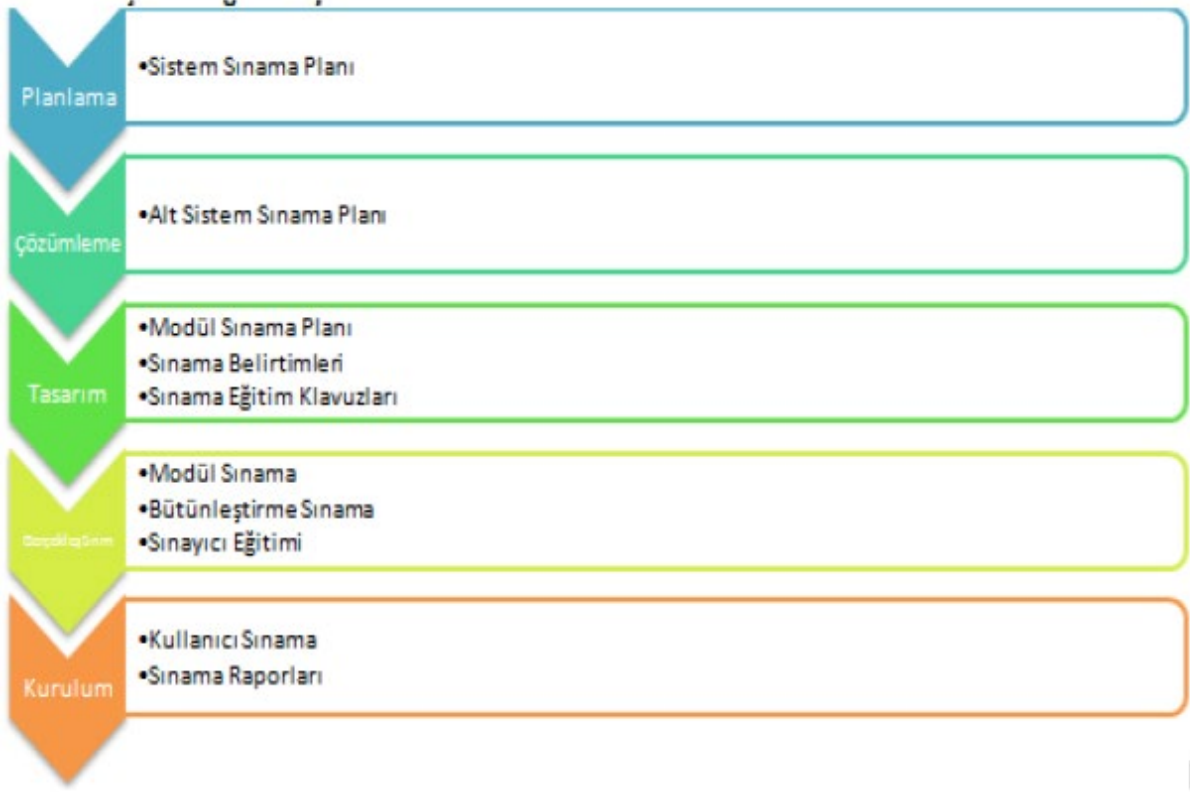 Planlama
•Sistem Sınama Planı
Çözümleme
•Alt Sistem Sınama Planı
Tasarım
•Modül Sınama Planı
•Sınama Belirtimleri
•Sınama Eğitim Klavuzları
•Modül Sınama
•Bütünleştirme Sınama
•Sınayıcı Eğitimi
Kurulum
•Kullanıcı Sınama
•Sınama Raporları